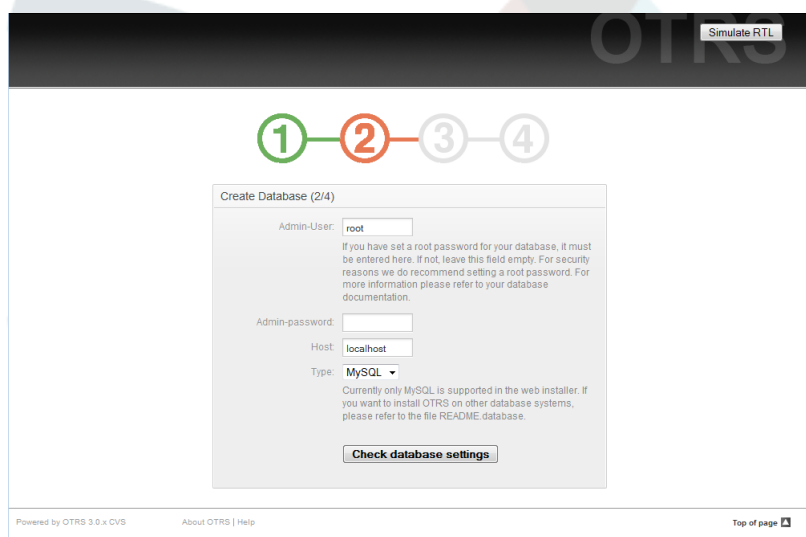 OTRS
Simulate RTL
1
2
3
4
Create Database (2/4)
Admin-User:
root
If you have set a root password for your database, it must
be entered here. If not, leave this field empty. For security
reasons we do recommend setting a root password. For
more information please refer to your database
documentation.
Admin-password:
Host:
localhost
Type:
MySQL
Currently only MySQL is supported in the web installer. If
you want to install OTRS on other database systems,
please refer to the file README.database.
Check database settings
Powered by OTRS 3.0.x CVS
About OTRS | Help
Top of page